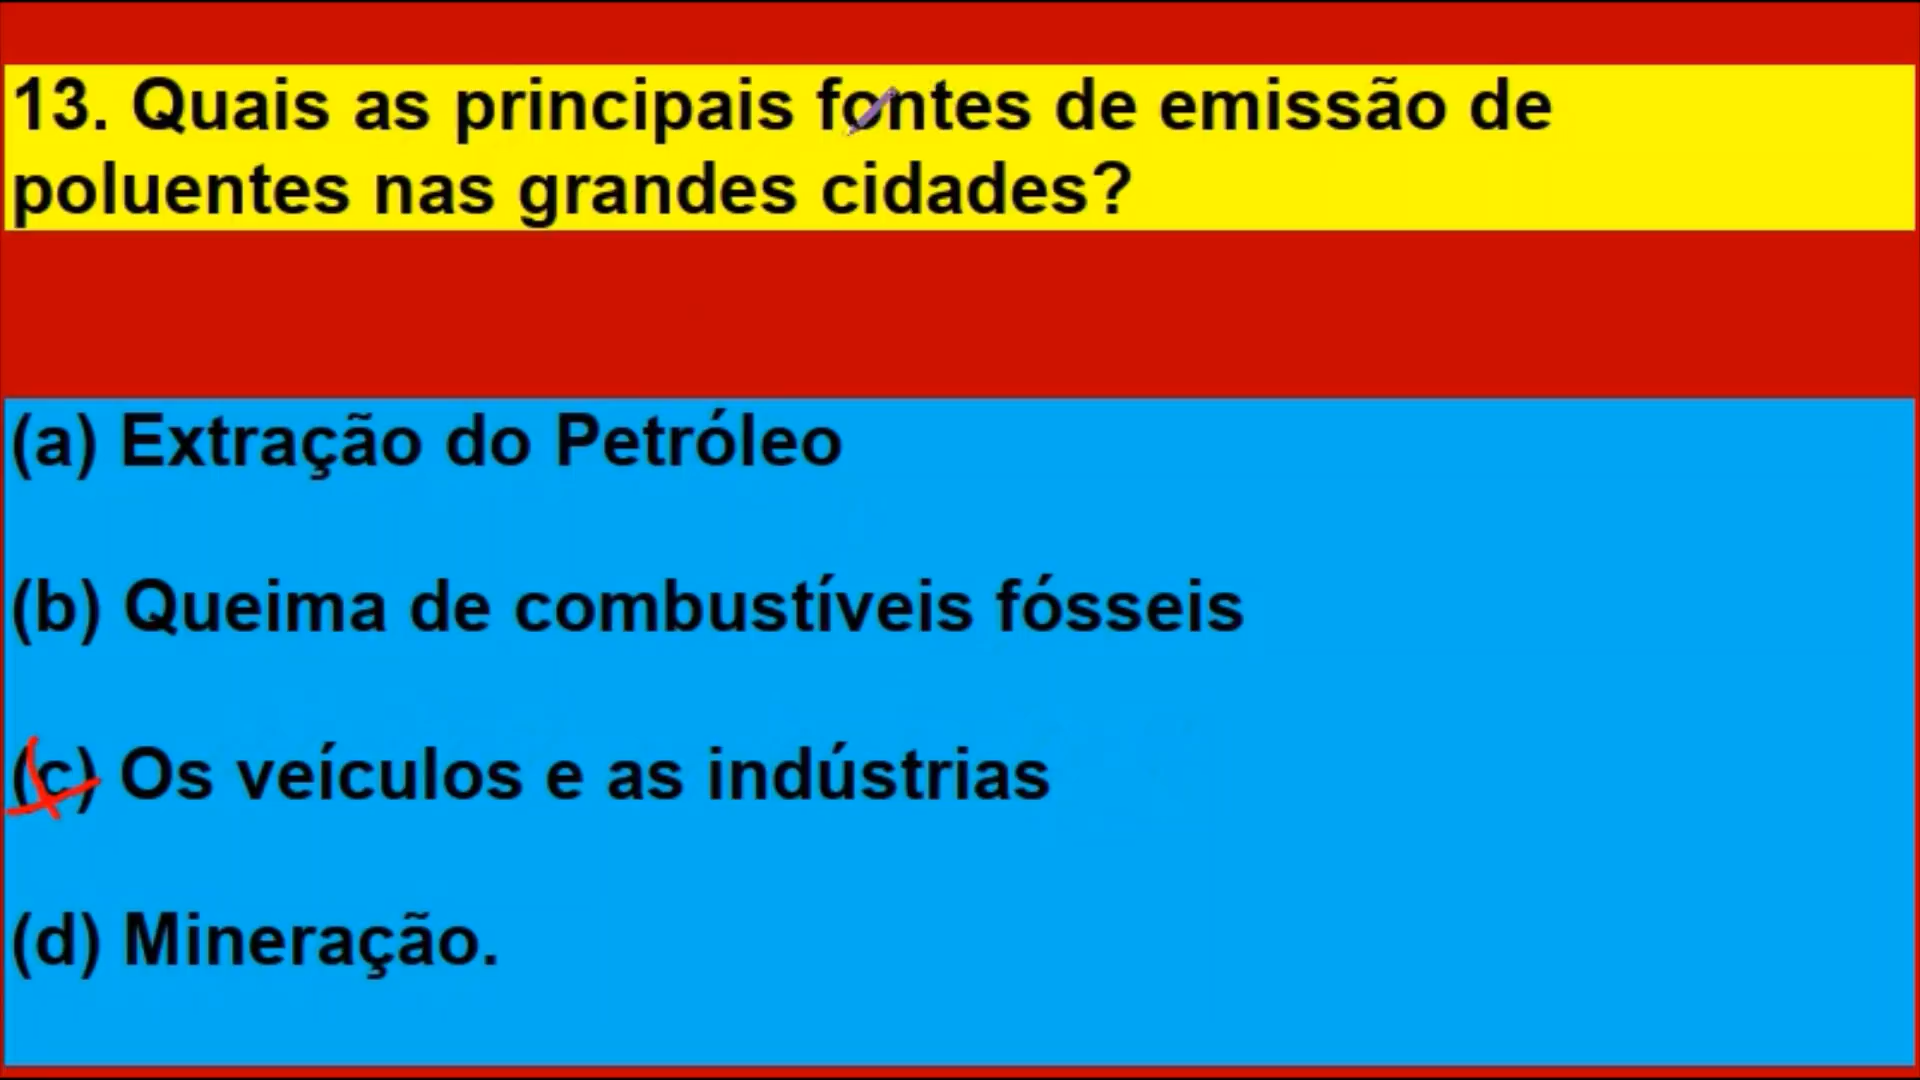 13. Quais as principais fontes de emissão de
poluentes nas grandes cidades?
(a) Extração do Petróleo
(b) Queima de combustíveis fósseis
(c) Os veículos e as indústrias
(d) Mineração.